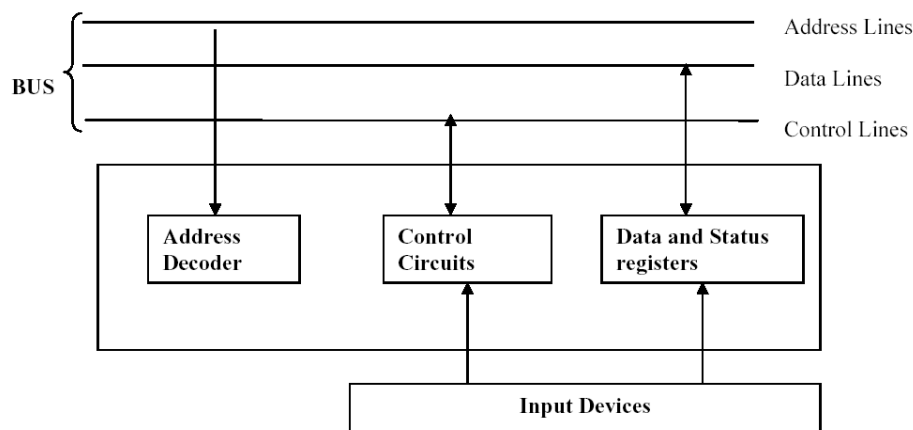 Address Lines
BUS
Data Lines
Control Lines
Address
Decoder
Control
Circuits
Data and Status
registers
Input Devices